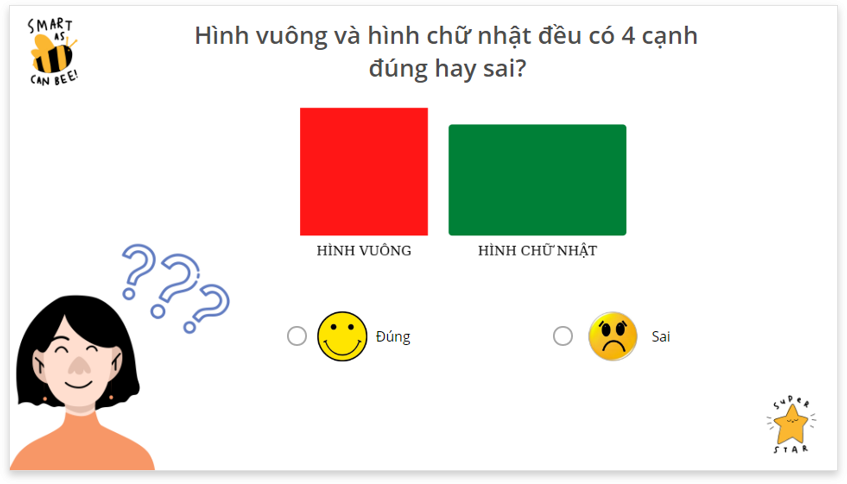 SMART
AS
CAN BEE!
Hình vuông và hình chữ nhật đều có 4 cạnh
đúng hay sai?
HÌNH VUÔNG
HÌNH CHỮ NHẬT
???
Đúng
Sai
SUPER
STAR